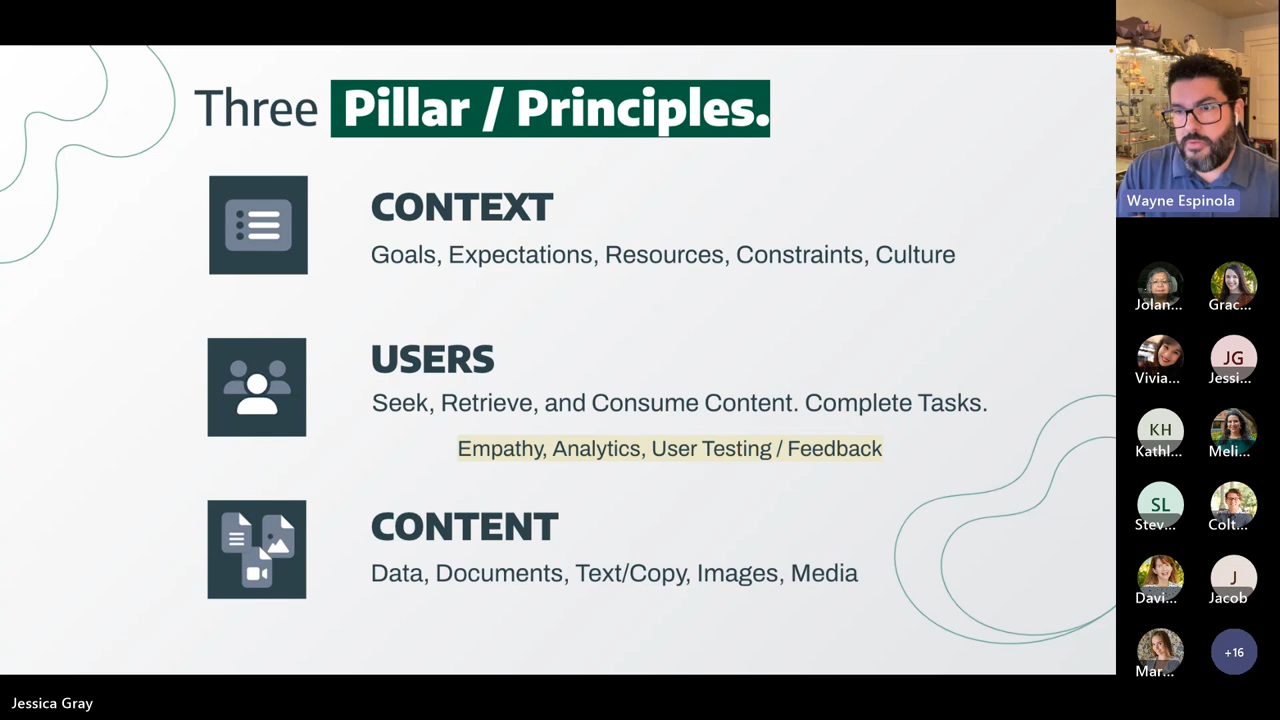 Three Pillar / Principles.
CONTEXT
Goals, Expectations, Resources, Constraints, Culture
USERS
Seek, Retrieve, and Consume Content. Complete Tasks.
Empathy, Analytics, User Testing / Feedback
CONTENT
Data, Documents, Text/Copy, Images, Media
Wayne Espinola
Jolan...
Grac...
Vivia...
JG
Jessi...
KH
Kathl...
Meli...
SL
Stev...
Colt...
Davi...
J
Jacob
Mar...
+16
Jessica Gray